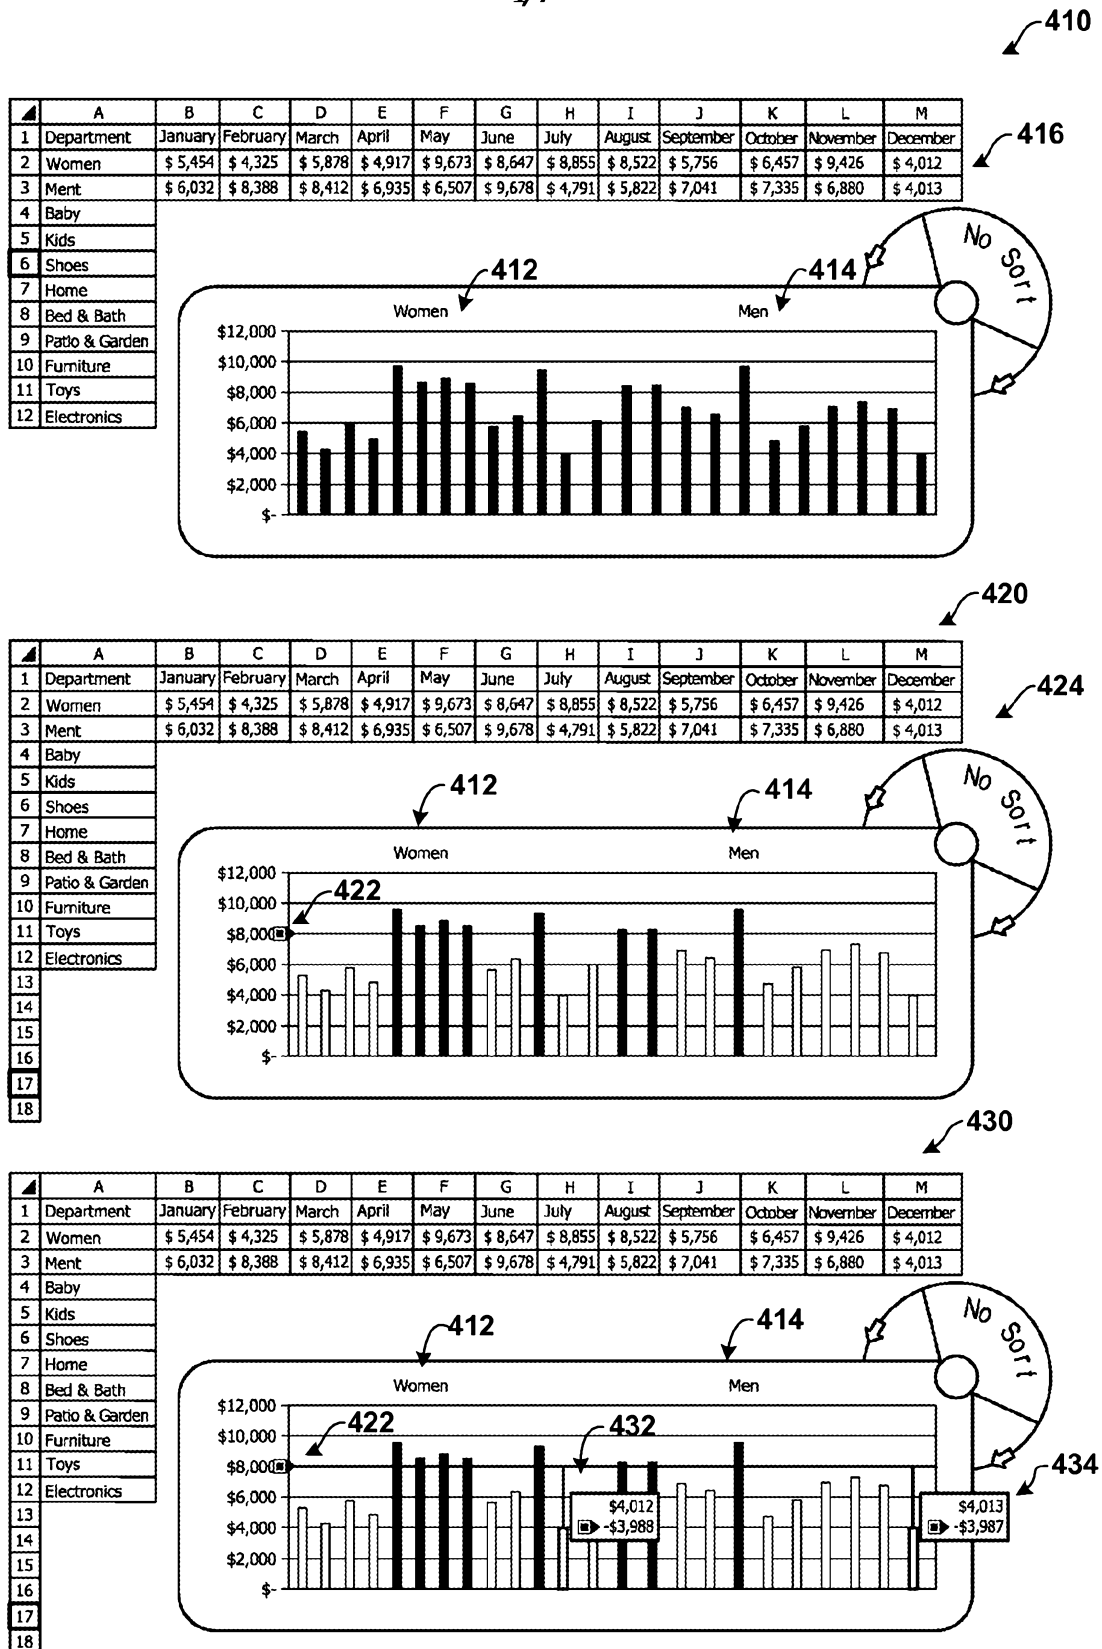 410
A B C D E F G H I J K L M
1 Department January February March April May June July August September October November December
416
2 Women $ 5,454 $ 4,325 $ 5,878 $ 4,917 $ 9,673 $ 8,647 $ 8,855 $ 8,522 $ 5,756 $ 6,457 $ 9,426 $ 4,012
3 Ment $ 6,032 $ 8,388 $ 8,412 $ 6,935 $ 6,507 $ 9,678 $ 4,791 $ 5,822 $ 7,041 $ 7,335 $ 6,880 $ 4,013
4 Baby
5 Kids
6 Shoes
7 Home
8 Bed & Bath
9 Patio & Garden
10 Furniture
11 Toys
12 Electronics
No Sort
412
414
Women Men
$12,000
$10,000
$8,000
$6,000
$4,000
$2,000
$-
420
A B C D E F G H I J K L M
1 Department January February March April May June July August September October November December
424
2 Women $ 5,454 $ 4,325 $ 5,878 $ 4,917 $ 9,673 $ 8,647 $ 8,855 $ 8,522 $ 5,756 $ 6,457 $ 9,426 $ 4,012
3 Ment $ 6,032 $ 8,388 $ 8,412 $ 6,935 $ 6,507 $ 9,678 $ 4,791 $ 5,822 $ 7,041 $ 7,335 $ 6,880 $ 4,013
4 Baby
5 Kids
6 Shoes
7 Home
8 Bed & Bath
9 Patio & Garden
10 Furniture
11 Toys
12 Electronics
13
14
15
16
17
18
No Sort
412
414
Women Men
$12,000
422
$10,000
$8,000
$6,000
$4,000
$2,000
$-
430
A B C D E F G H I J K L M
1 Department January February March April May June July August September October November December
2 Women $ 5,454 $ 4,325 $ 5,878 $ 4,917 $ 9,673 $ 8,647 $ 8,855 $ 8,522 $ 5,756 $ 6,457 $ 9,426 $ 4,012
3 Ment $ 6,032 $ 8,388 $ 8,412 $ 6,935 $ 6,507 $ 9,678 $ 4,791 $ 5,822 $ 7,041 $ 7,335 $ 6,880 $ 4,013
4 Baby
5 Kids
6 Shoes
7 Home
8 Bed & Bath
9 Patio & Garden
10 Furniture
11 Toys
12 Electronics
13
14
15
16
17
18
No Sort
412
414
Women Men
$12,000
422
432
$10,000
$8,000
434
$6,000
$4,000
$2,000
$-
$4,012
-$3,988
$4,013
-$3,987